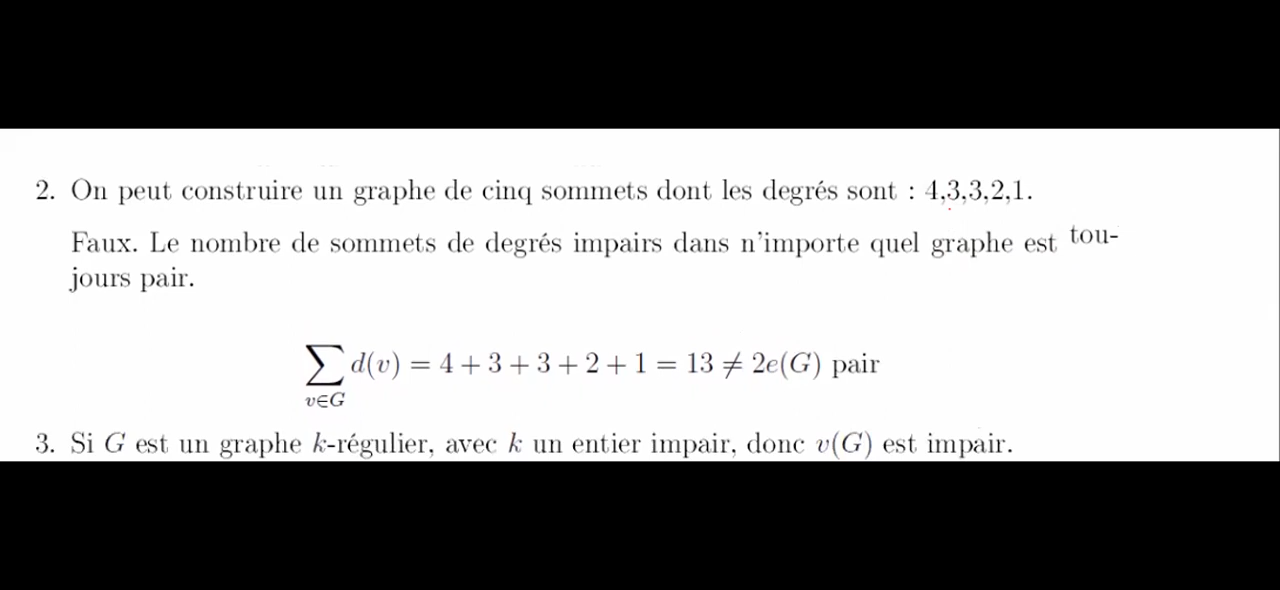 2. On peut construire un graphe de cinq sommets dont les degrés sont : 4,3,3,2,1.
Faux. Le nombre de sommets de degrés impairs dans n'importe quel graphe est tou-
jours pair.
∑ d(v) = 4 + 3 + 3 + 2 + 1 = 13 ≠ 2e(G) pair
v∈G
3. Si G est un graphe k-régulier, avec k un entier impair, donc v(G) est impair.